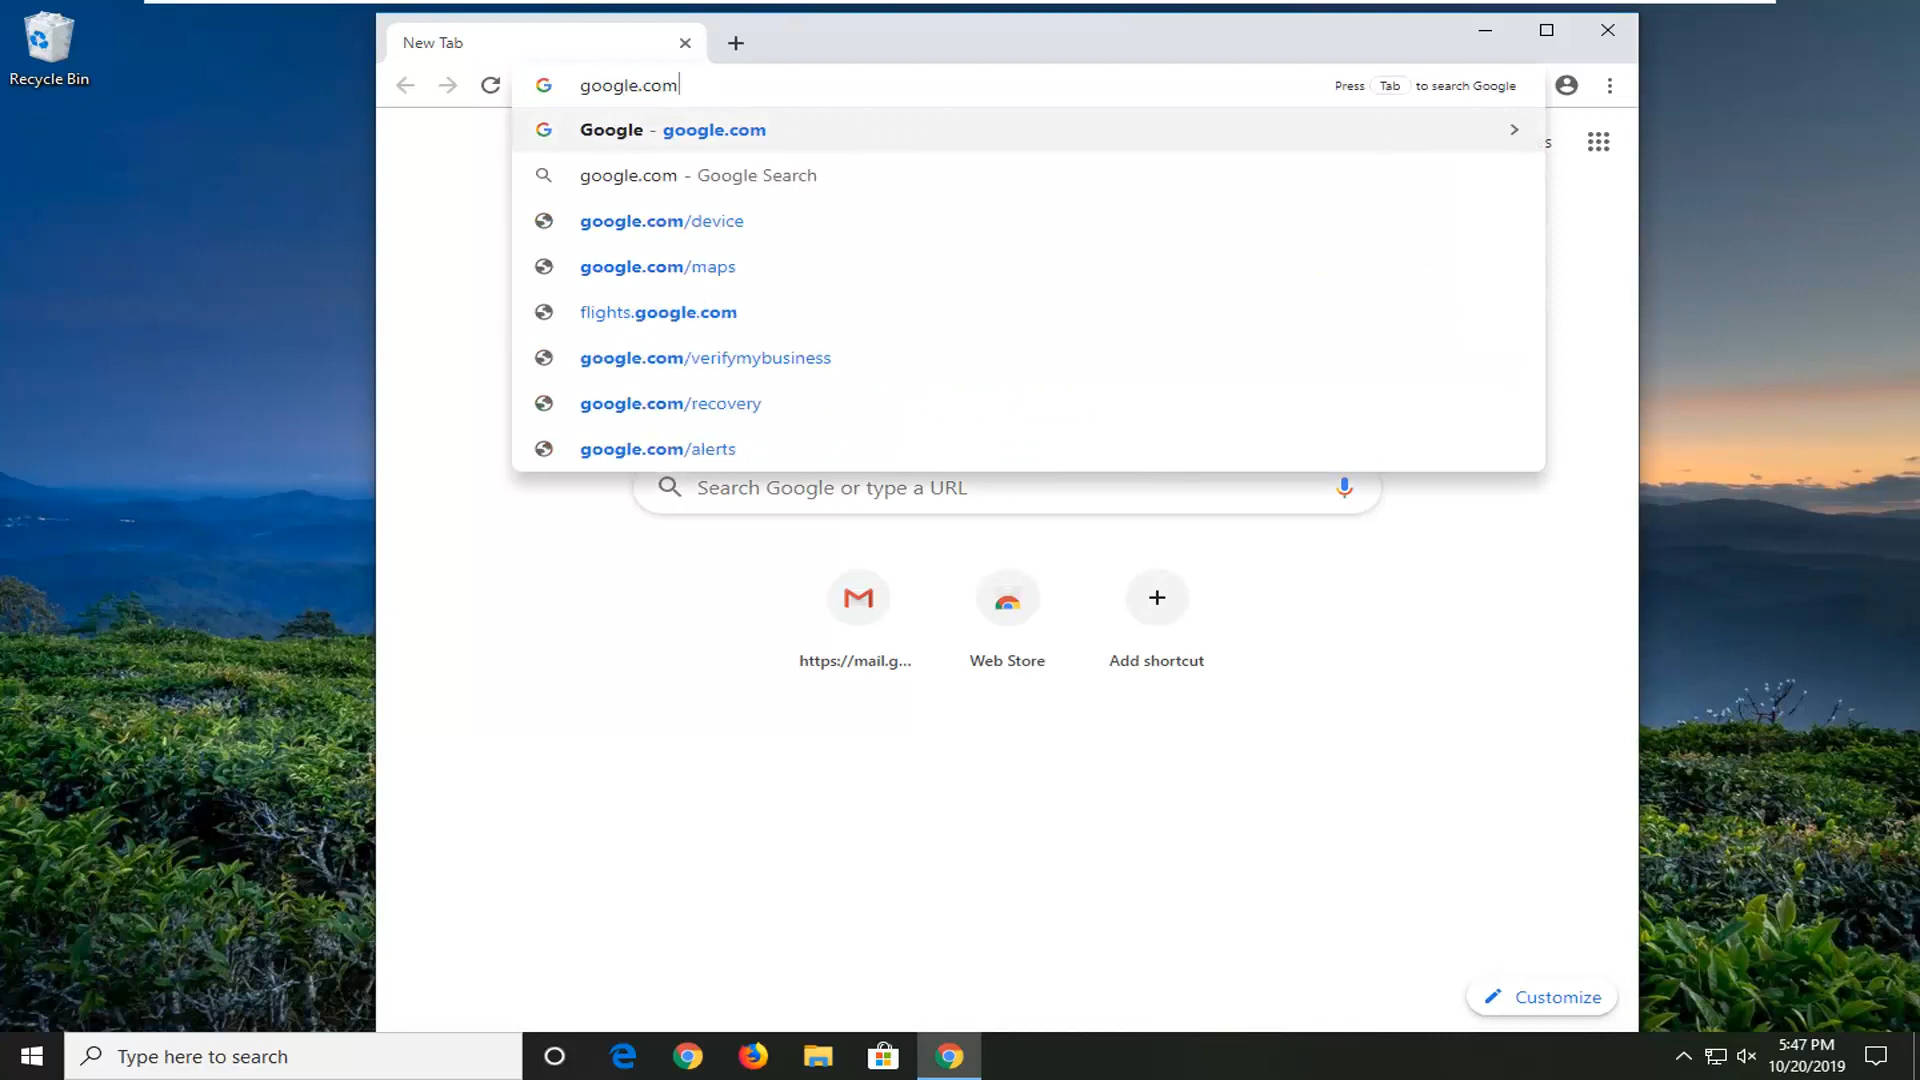 Recycle Bin
New Tab
google.com
Press Tab to search Google
Google - google.com
s
google.com - Google Search
google.com/device
google.com/maps
flights.google.com
google.com/verifymybusiness
google.com/recovery
google.com/alerts
Search Google or type a URL
https://mail.g...
Web Store
Add shortcut
Customize
Type here to search
5:47 PM
10/20/2019